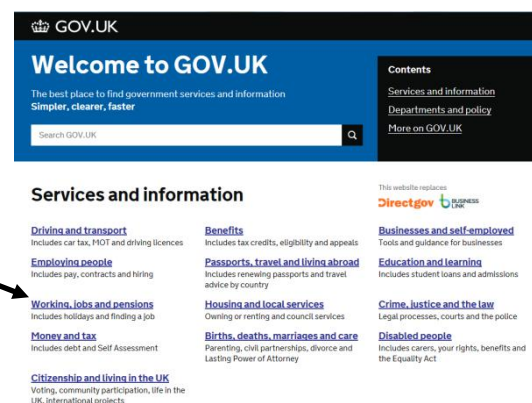 GOV.UK
Welcome to GOV.UK
The best place to find government services and information
Simpler, clearer, faster
Search GOV.UK
Contents
Services and information
Departments and policy
More on GOV.UK
Services and information
This website replaces
Directgov BUSINESS LINK
Driving and transport
Includes car tax, MOT and driving licences
Employing people
Includes pay, contracts and hiring
Working, jobs and pensions
Includes holidays and finding a job
Money and tax
Includes debt and Self Assessment
Citizenship and living in the UK
Voting, community participation, life in the
UK, international projects
Benefits
Includes tax credits, eligibility and appeals
Passports, travel and living abroad
Includes renewing passports and travel
advice by country
Housing and local services
Owning or renting and council services
Births, deaths, marriages and care
Parenting, civil partnerships, divorce and
Lasting Power of Attorney
Businesses and self-employed
Tools and guidance for businesses
Education and learning
Includes student loans and admissions
Crime, justice and the law
Legal processes, courts and the police
Disabled people
Includes carers, your rights, benefits and
the Equality Act